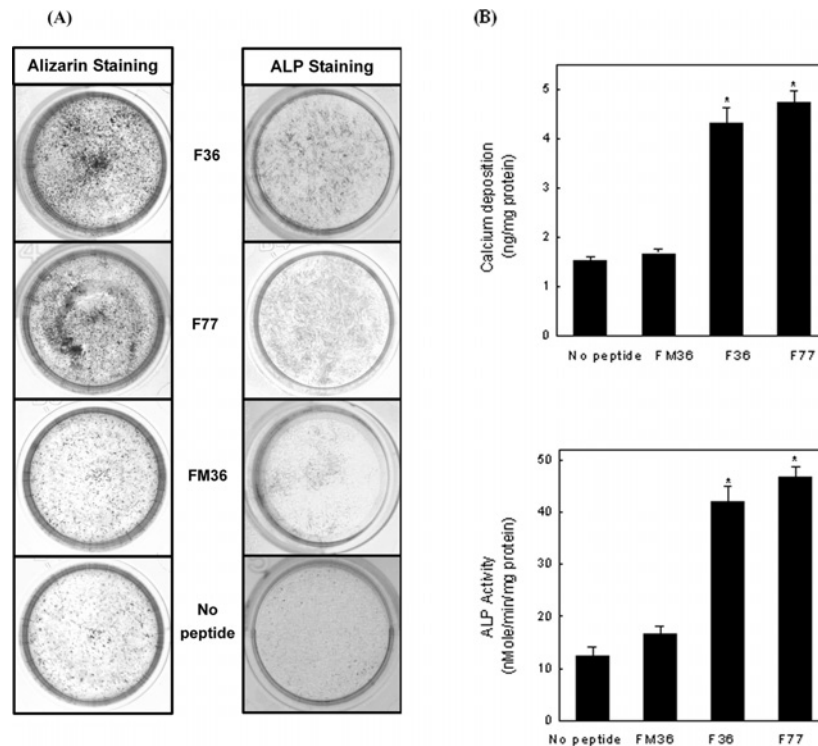 (A)
Alizarin Staining
ALP Staining
F36
F77
FM36
No
peptide
(B)
Calcium deposition
(ng/mg protein)
5
4
3
2
1
0
No peptide FM36 F36 F77
* *
ALP Activity
(nMole/min/mg protein)
50
40
30
20
10
0
No peptide FM36 F36 F77
* *